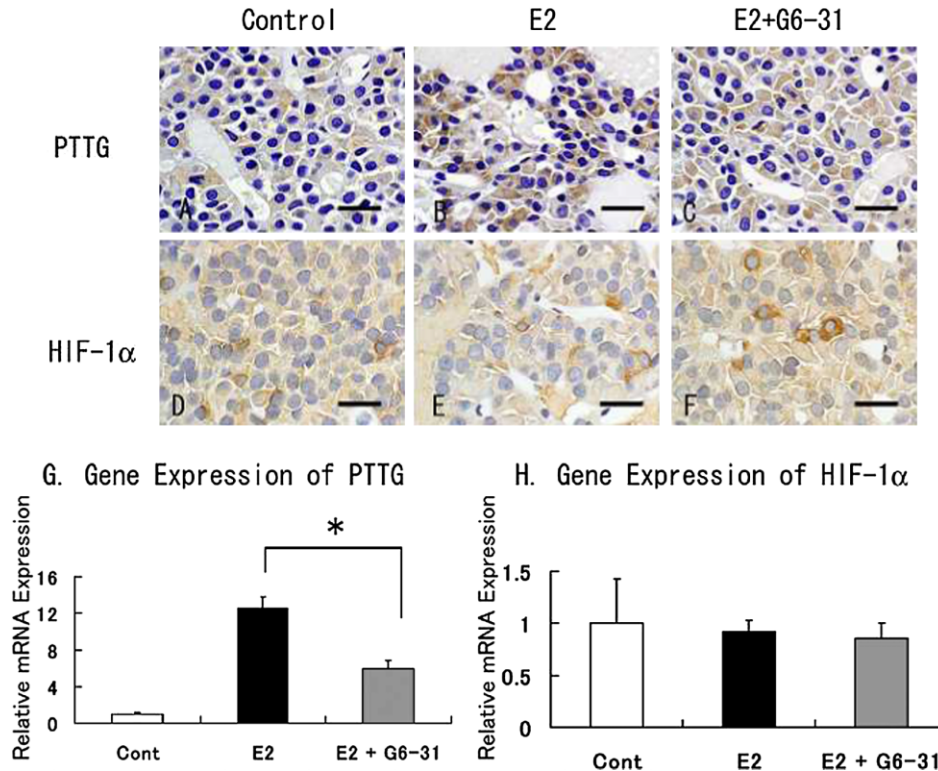 Control E2 E2+G6-31
PTTG
A B C
HIF-1α
D E F
G. Gene Expression of PTTG
Relative mRNA Expression
*
16
12
8
4
0
Cont E2 E2 + G6-31
H. Gene Expression of HIF-1α
Relative mRNA Expression
1.5
1
0.5
0
Cont E2 E2 + G6-31